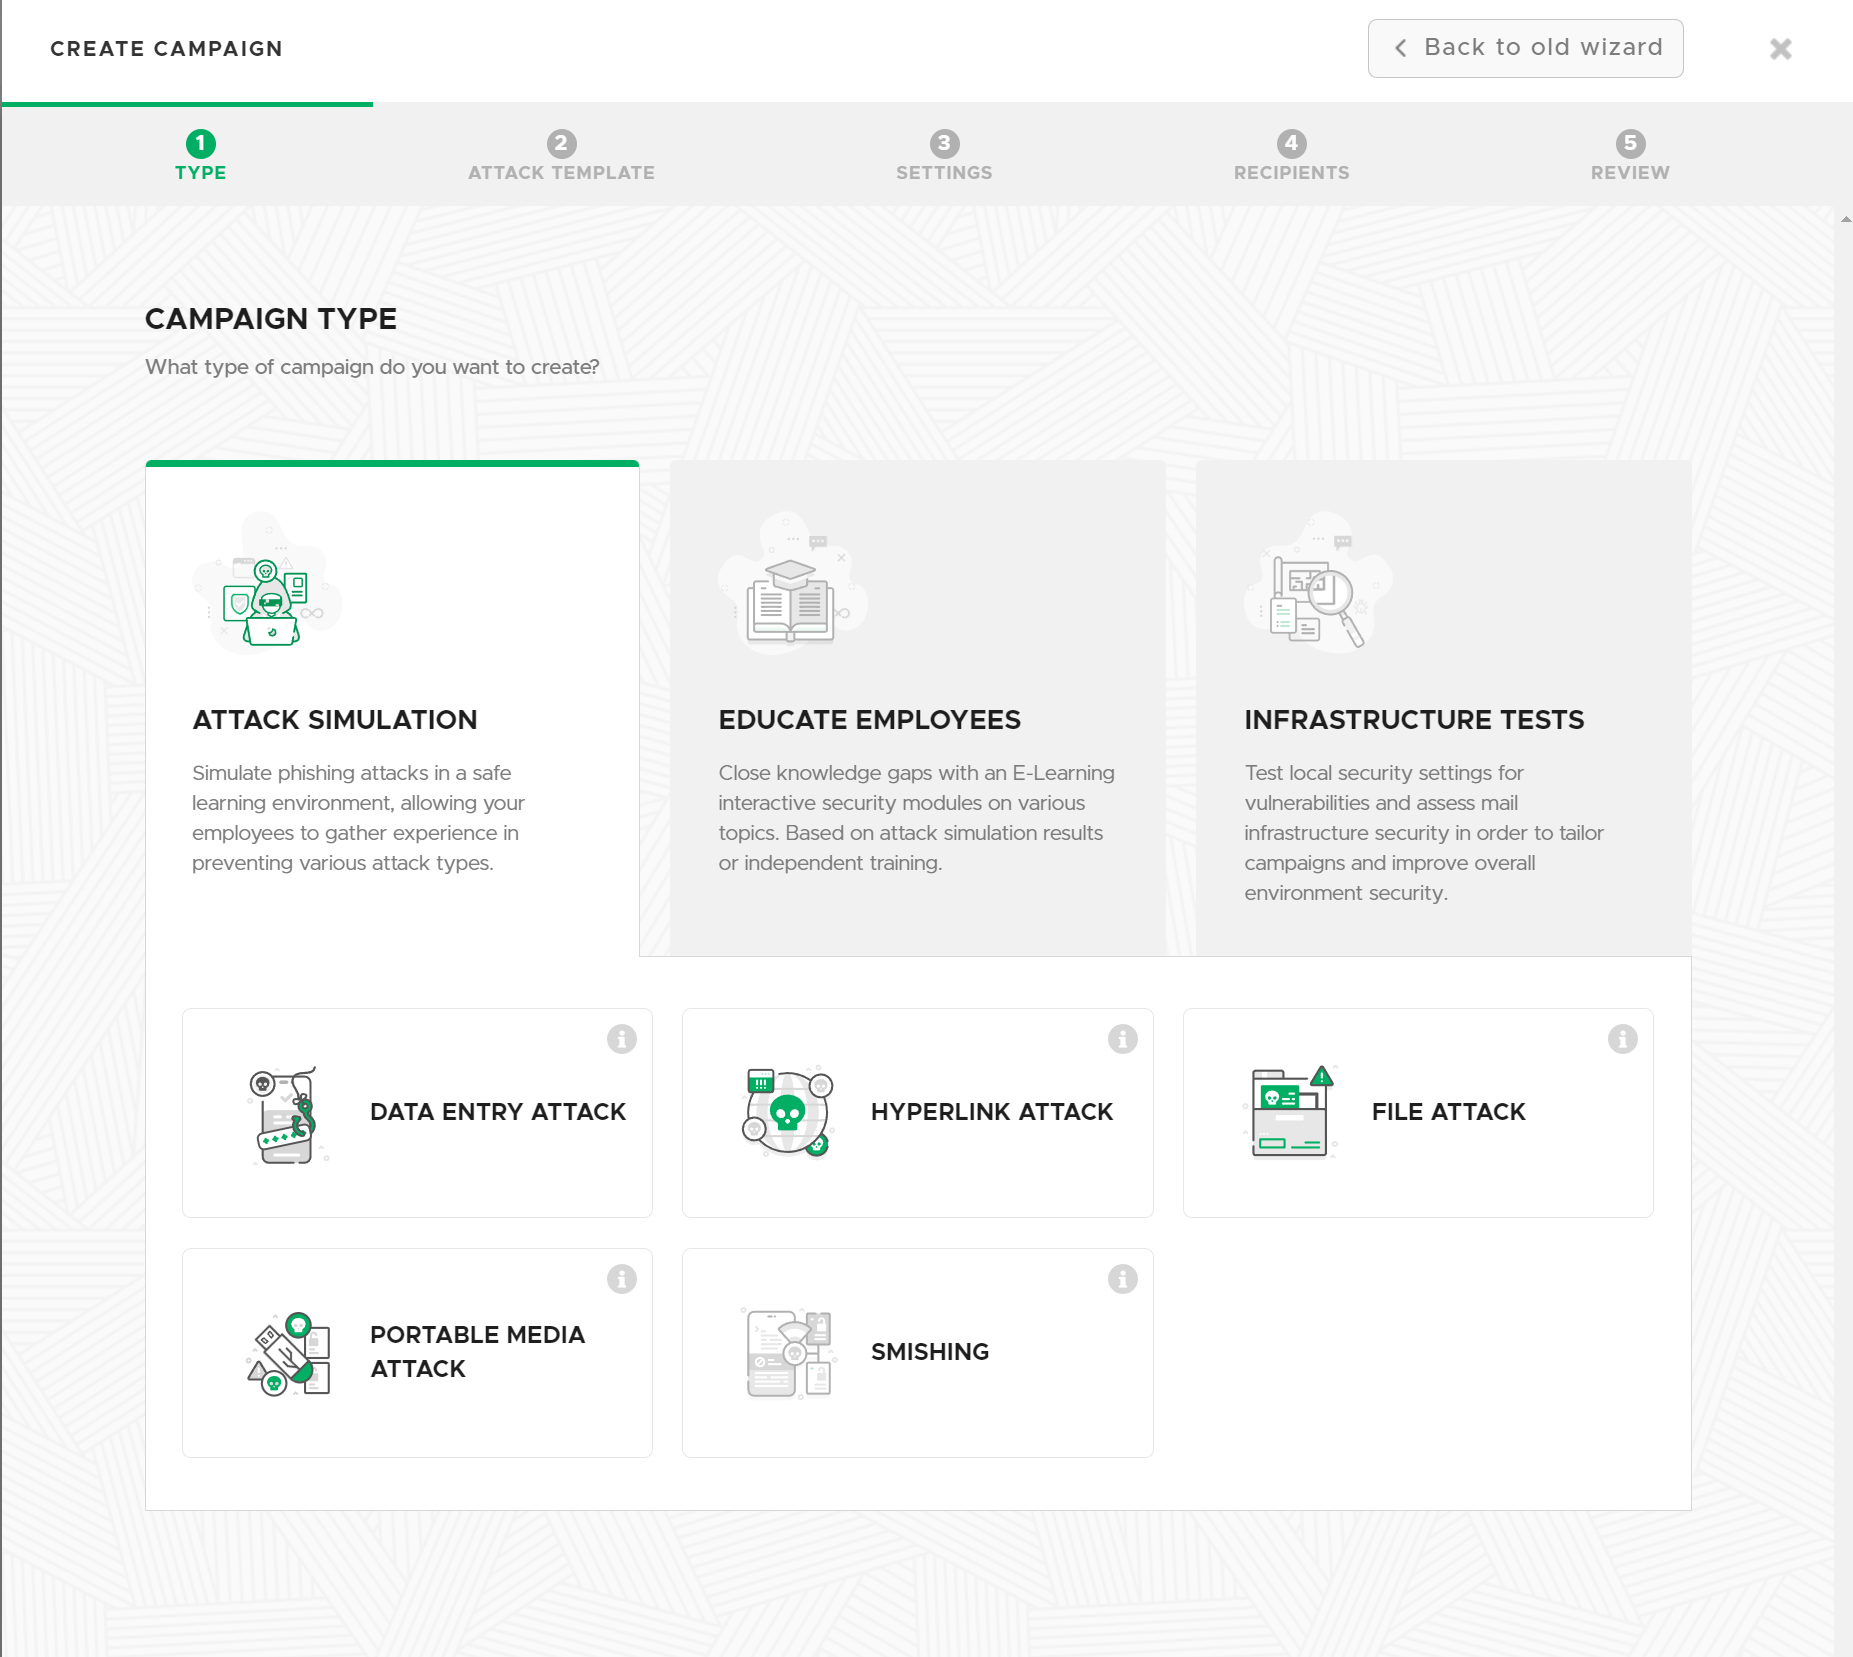 CREATE CAMPAIGN
Back to old wizard
1
TYPE
2
ATTACK TEMPLATE
3
SETTINGS
4
RECIPIENTS
5
REVIEW
CAMPAIGN TYPE
What type of campaign do you want to create?
ATTACK SIMULATION
Simulate phishing attacks in a safe
learning environment, allowing your
employees to gather experience in
preventing various attack types.
EDUCATE EMPLOYEES
Close knowledge gaps with an E-Learning
interactive security modules on various
topics. Based on attack simulation results
or independent training.
INFRASTRUCTURE TESTS
Test local security settings for
vulnerabilities and assess mail
infrastructure security in order to tailor
campaigns and improve overall
environment security.
DATA ENTRY ATTACK
HYPERLINK ATTACK
FILE ATTACK
PORTABLE MEDIA
ATTACK
SMISHING